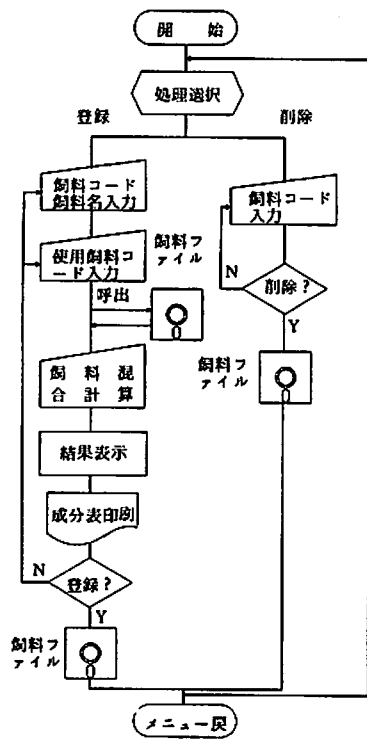 開 始
処理選択
登録
削除
飼料コード
飼料名入力
飼料コード
入力
使用飼料コ
ード入力
飼料フ
ァイル
呼出
N
削除?
Y
飼料フ
ァイル
飼 料 混
合 計 算
結果表示
成分表印刷
N
登録?
Y
飼料フ
ァイル
メニュー戻